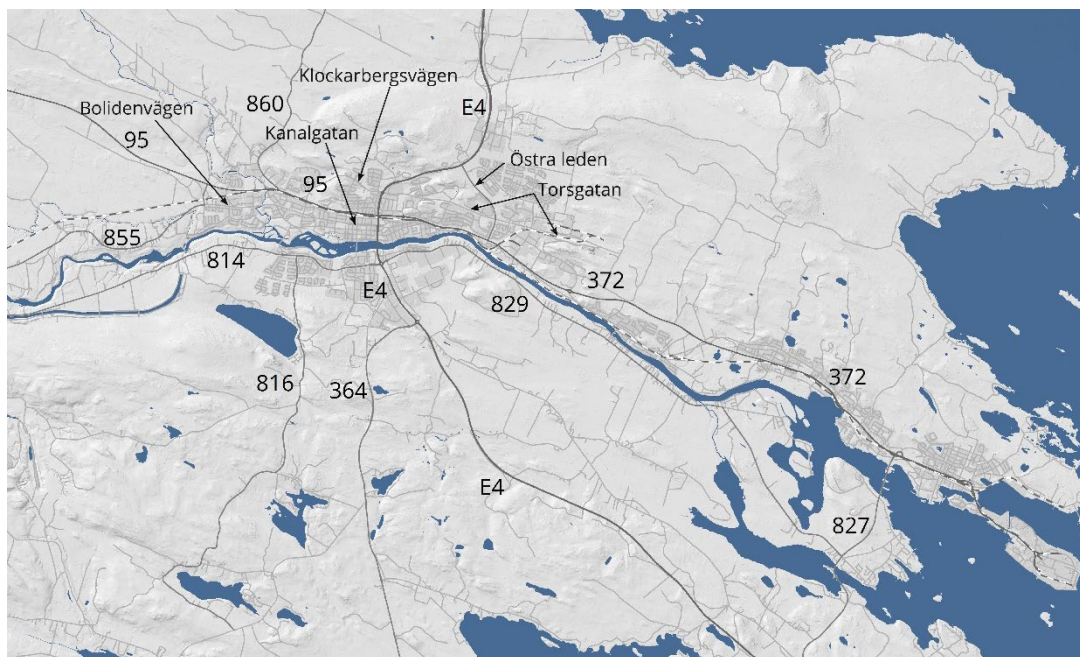 Klockarbergsvägen
Bolidenvägen
860
E4
95
Kanalgatan
Östra leden
95
Torsgatan
855
814
372
E4
829
816
364
372
E4
827